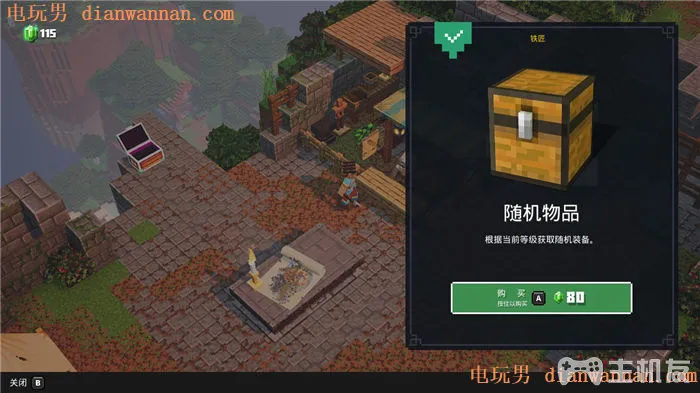 电玩男 dianwannan.com
115
铁匠
随机物品
根据当前等级获取随机装备。
购 买
按住以购买
A
80
关闭 B
主机友
电玩男 dianwannan.com